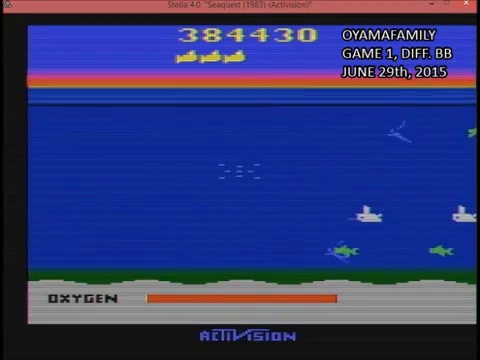 Stella 4.0: "Seaquest (1983) (Activision)"
384430
OYAMAFAMILY
GAME 1, DIFF. BB
JUNE 29th, 2015
OXYGEN
ACTIVISION